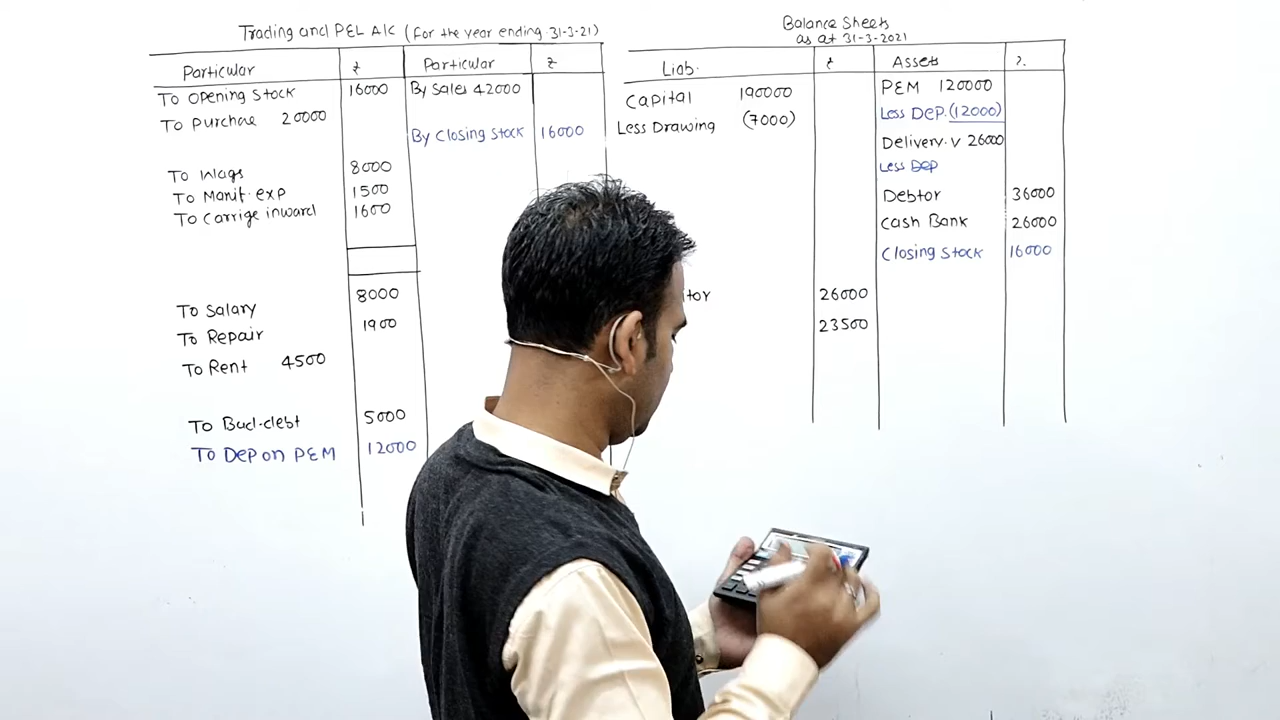 Trading and P&L A/C (For the year ending 31-3-21)
Particular ₹ Particular ₹
To Opening Stock 16000 By Sales 42000
To Purchae 20000
By Closing Stock 16000
To Wags 8000
To Manif. exp 1500
To Carrige inward 1600
To Salary 8000
To Repair 1900
To Rent 4500
To Bad-debt 5000
To Dep on P&M 12000
Balance Sheets
as at 31-3-2021
Liab. ₹ Assets ₹
Capital 190000 P&M 120000
Less Drawing (7000) Less Dep. (12000)
Delivery. v 26000
Less Dep
Debtor 36000
Cash Bank 26000
Closing Stock 16000
itor 26000
23500